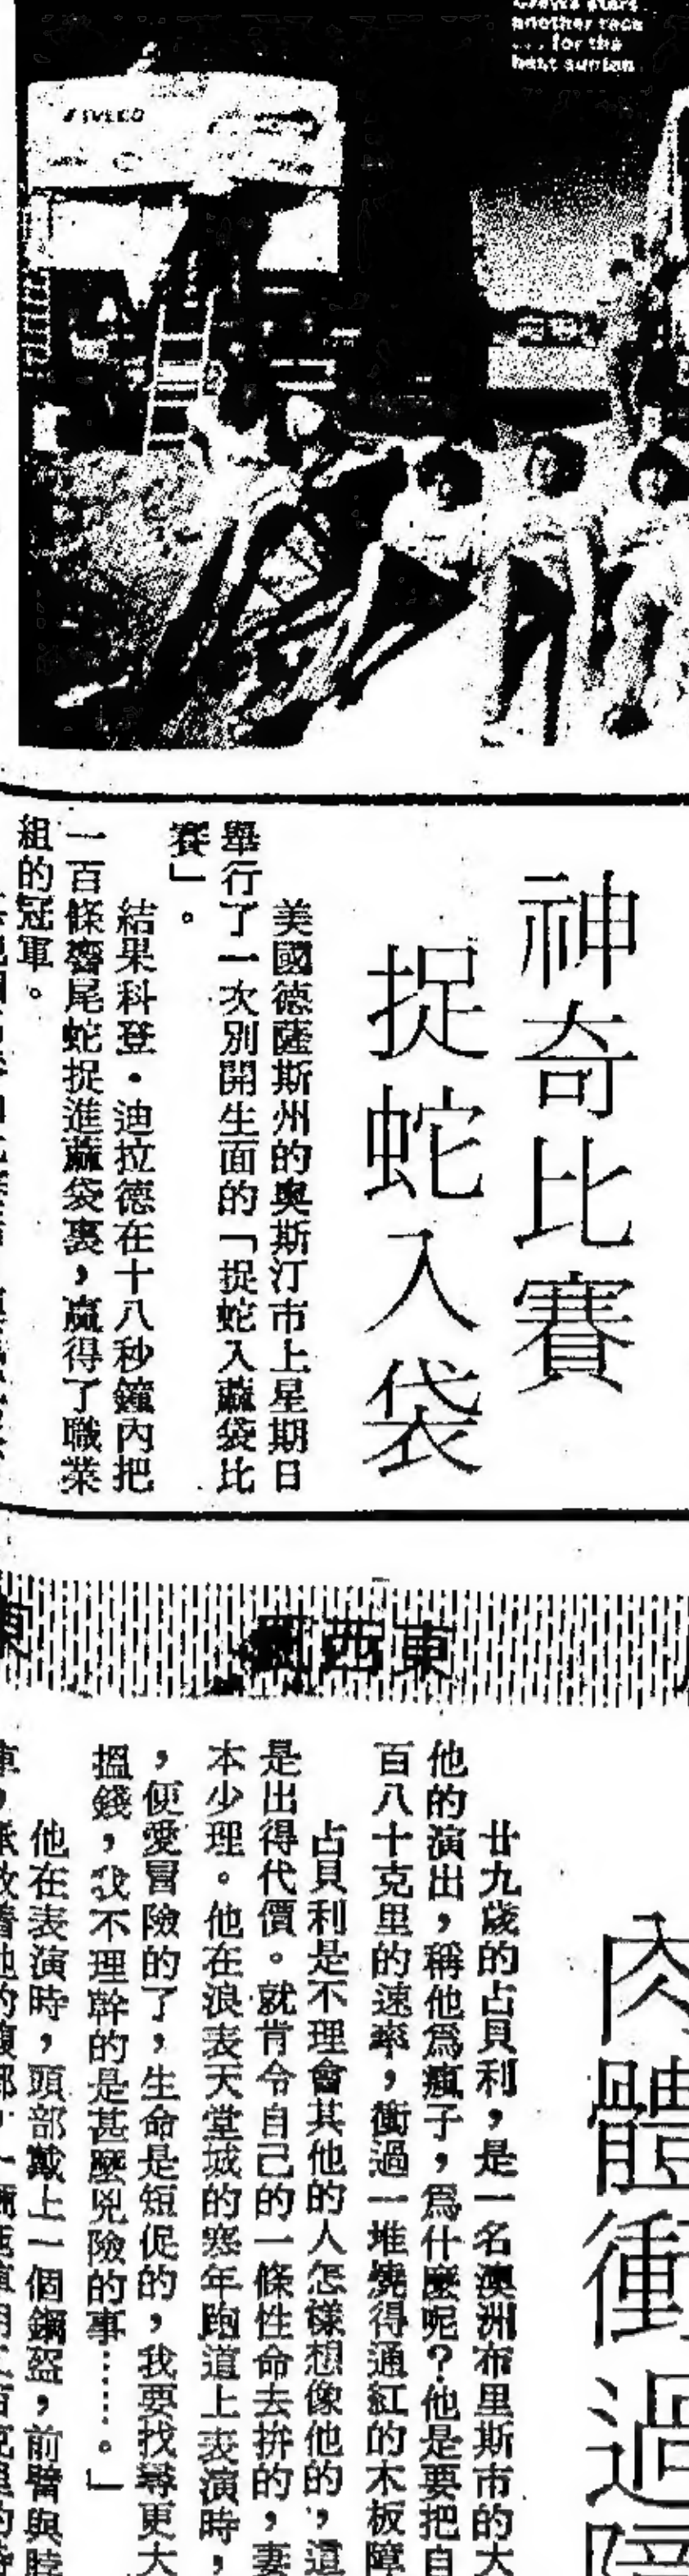 another race
... for the
best suntan
IVECO
神奇比賽
捉蛇入袋
美國德薩斯州的奧斯汀市上星期日
舉行了一次別開生面的「捉蛇入蔴袋比
賽」。
結果科登・迪拉德在十八秒鐘內把
一百條響尾蛇捉進蔴袋裏，贏得了職業
組的冠軍。
東西
肉體衝過
廿九歲的占貝利，是一名澳洲布里斯市的大
他的演出，稱他爲瘋子，爲什麼呢？他是要把自
百八十克里的速率，衝過一堆燒得通紅的木板障
占貝利是不理會其他的人怎樣想像他的，這
是出得代價。就肯令自己的一條性命去拚的，妻
本少理。他在浪表天堂城的寒年跑道上表演時，
，便愛冒險的了，生命是短促的，我要找尋更大
搵錢，我不理幹的是甚麼兇險的事……。」
他在表演時，頭部戴上一個鋼盔，前臂與